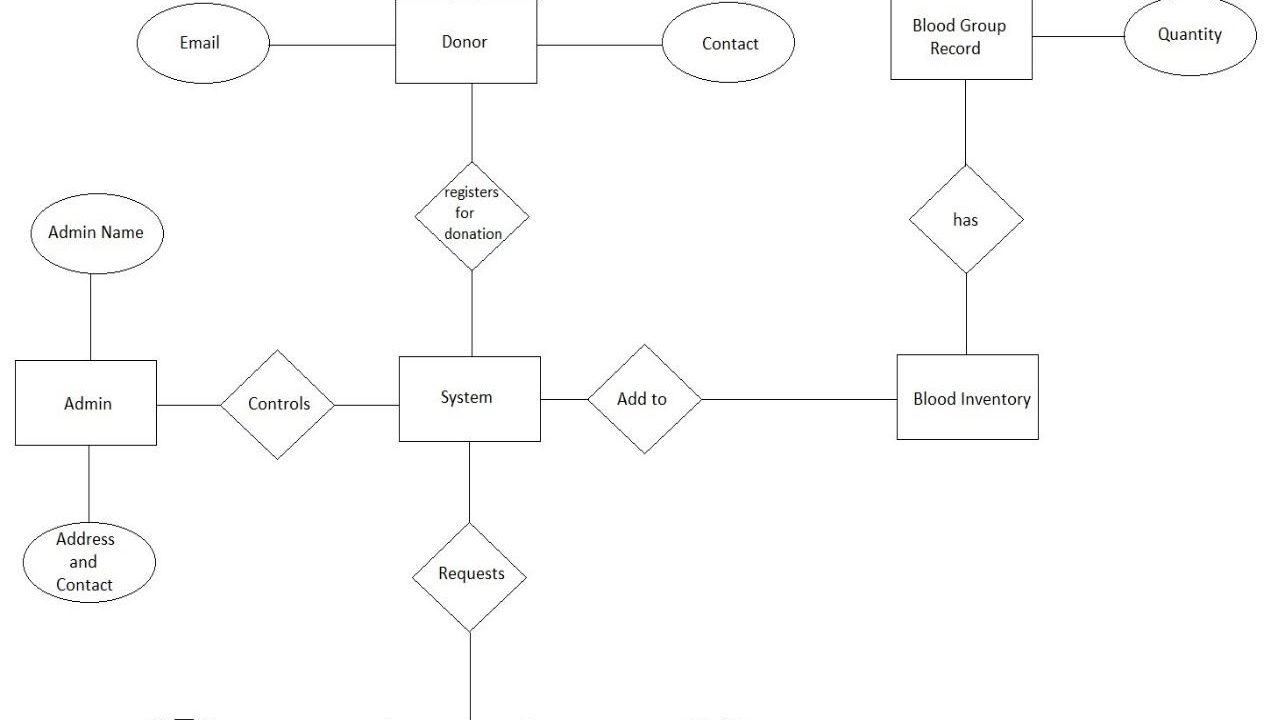 Email
Donor
Contact
Blood Group
Record
Quantity
registers
for
donation
has
Admin Name
Admin
Controls
System
Add to
Blood Inventory
Address
and
Contact
Requests